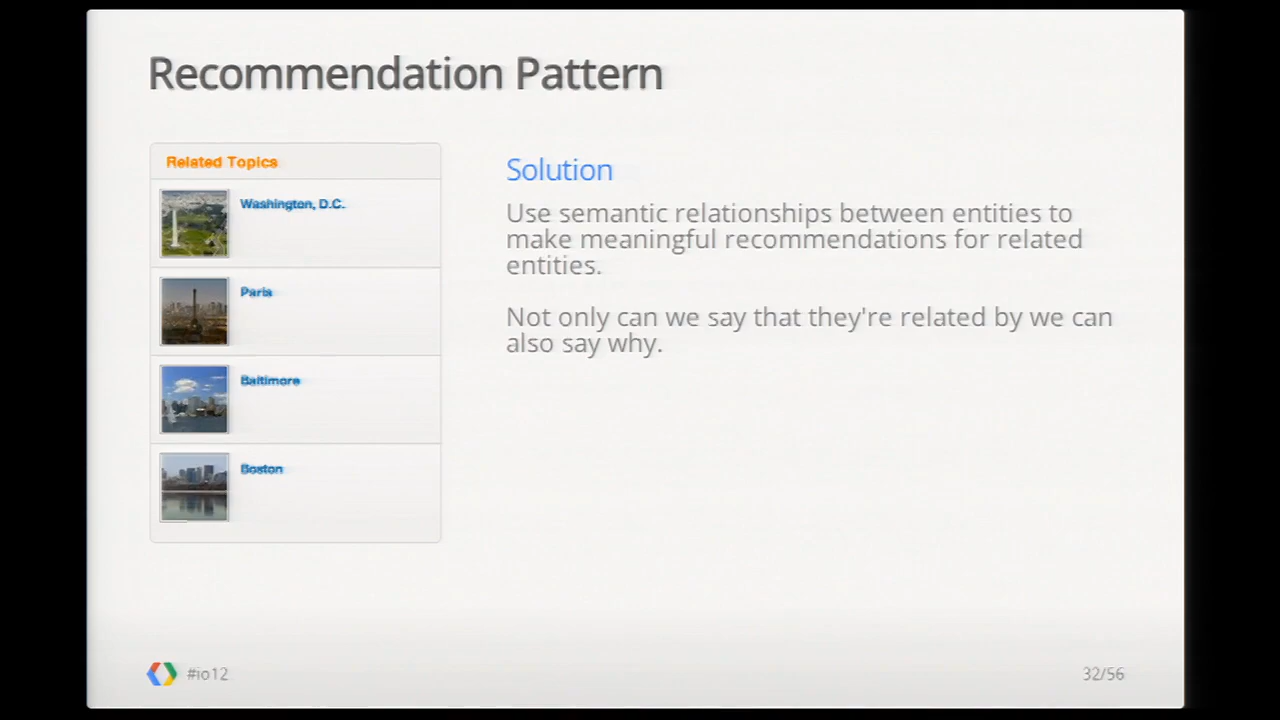 Recommendation Pattern
Related Topics
Washington, D.C.
Paris
Baltimore
Boston
Solution
Use semantic relationships between entities to
make meaningful recommendations for related
entities.
Not only can we say that they're related by we can
also say why.
#io12
32/56